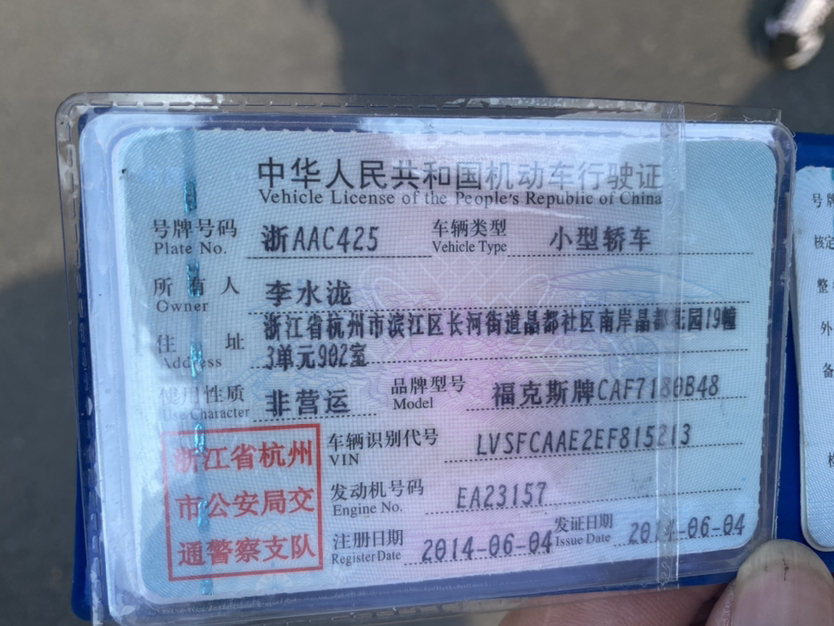 中华人民共和国机动车行驶证
Vehicle License of the People's Republic of China
号牌号码 浙AAC425 车辆类型 小型轿车
Plate No. Vehicle Type
所有人 李水泷
Owner
住址 浙江省杭州市滨江区长河街道晶都社区南岸晶都花园19幢
Address 3单元902室
使用性质 非营运 品牌型号 福克斯牌CAF7180B48
Use Character Model
浙江省杭州 车辆识别代号 LVSFCAAE2EF815213
VIN
市公安局交 发动机号码 EA23157
Engine No.
通警察支队 注册日期 2014-06-04 发证日期 2014-06-04
Register Date Issue Date
号牌
核定
整
外
备